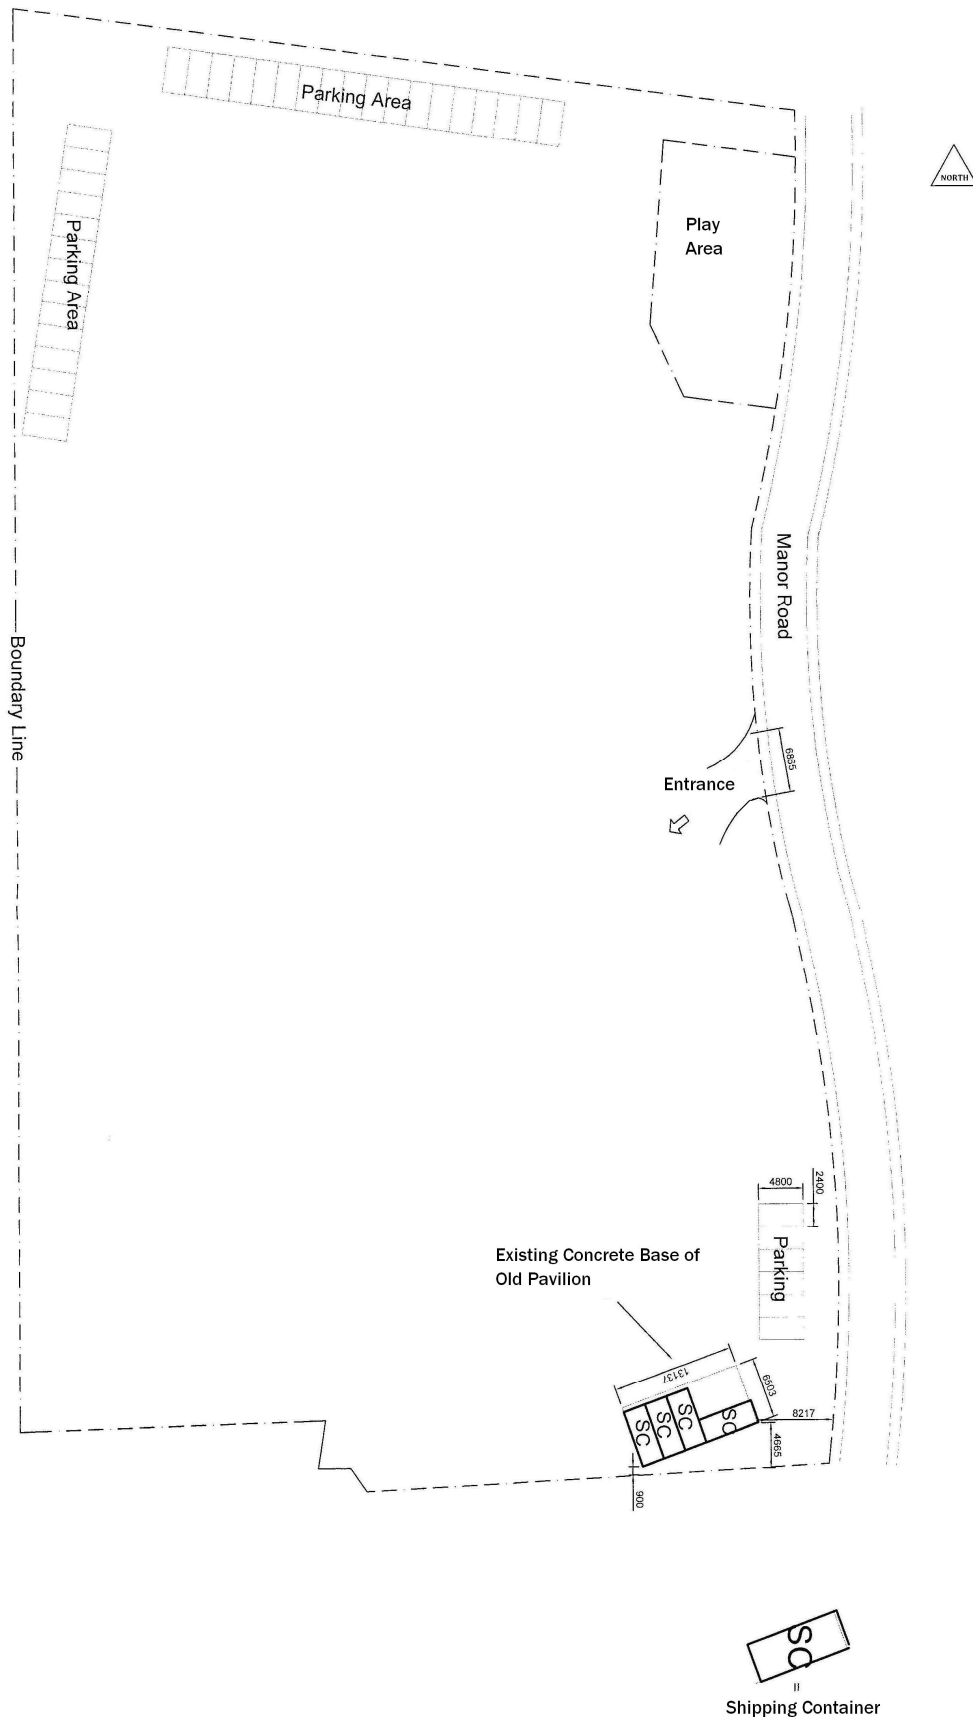 Parking Area
NORTH
Parking Area
Play
Area
Manor Road
Boundary Line
6865
Entrance
4800
2400
Parking
Existing Concrete Base of
Old Pavilion
13137
6503
8217
4665
SC
SC
SC
SC
900
SC
=
Shipping Container